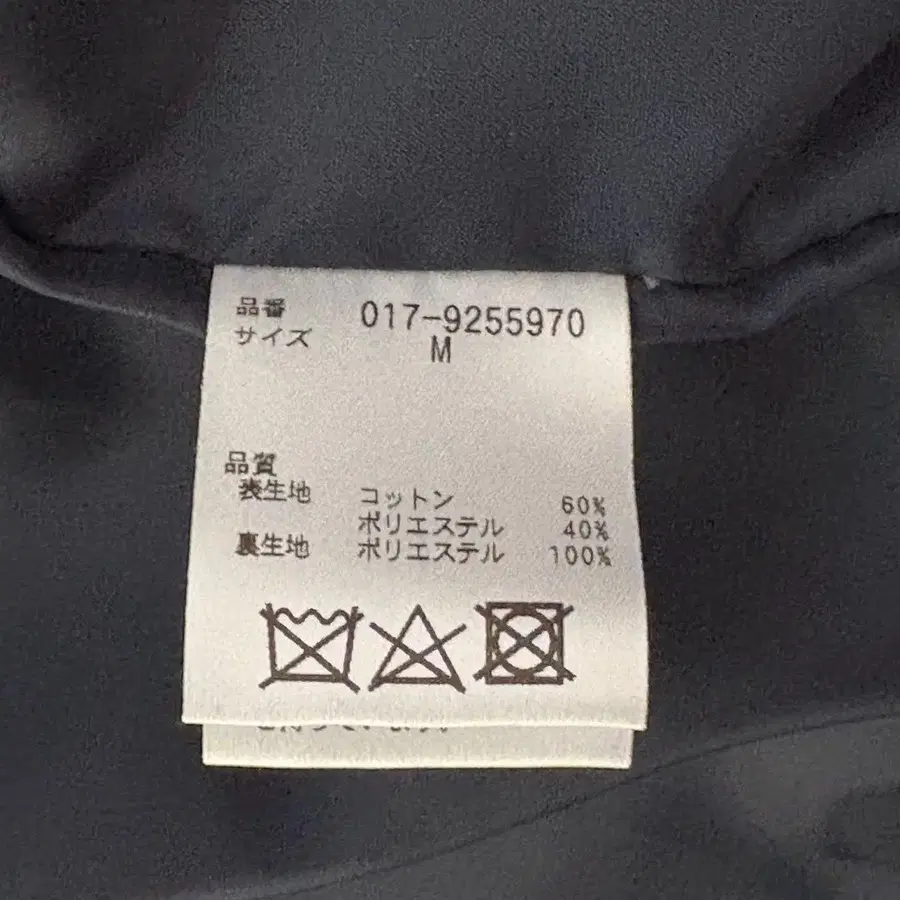 品番 017-9255970
サイズ M
品質
表生地 コットン 60%
ポリエステル 40%
裏生地 ポリエステル 100%